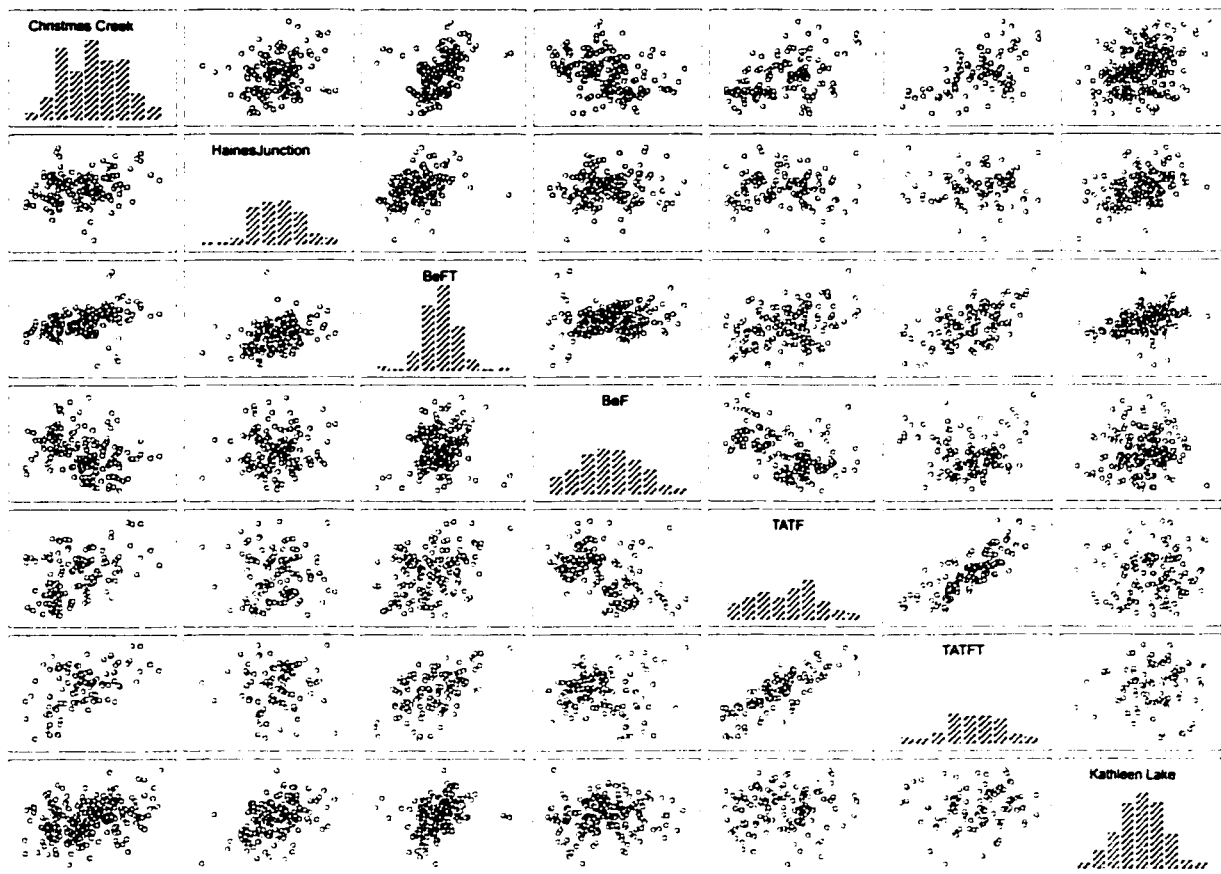 Christmas Creek
HainesJunction
BeFT
BeF
TATF
TATFT
Kathleen Lake